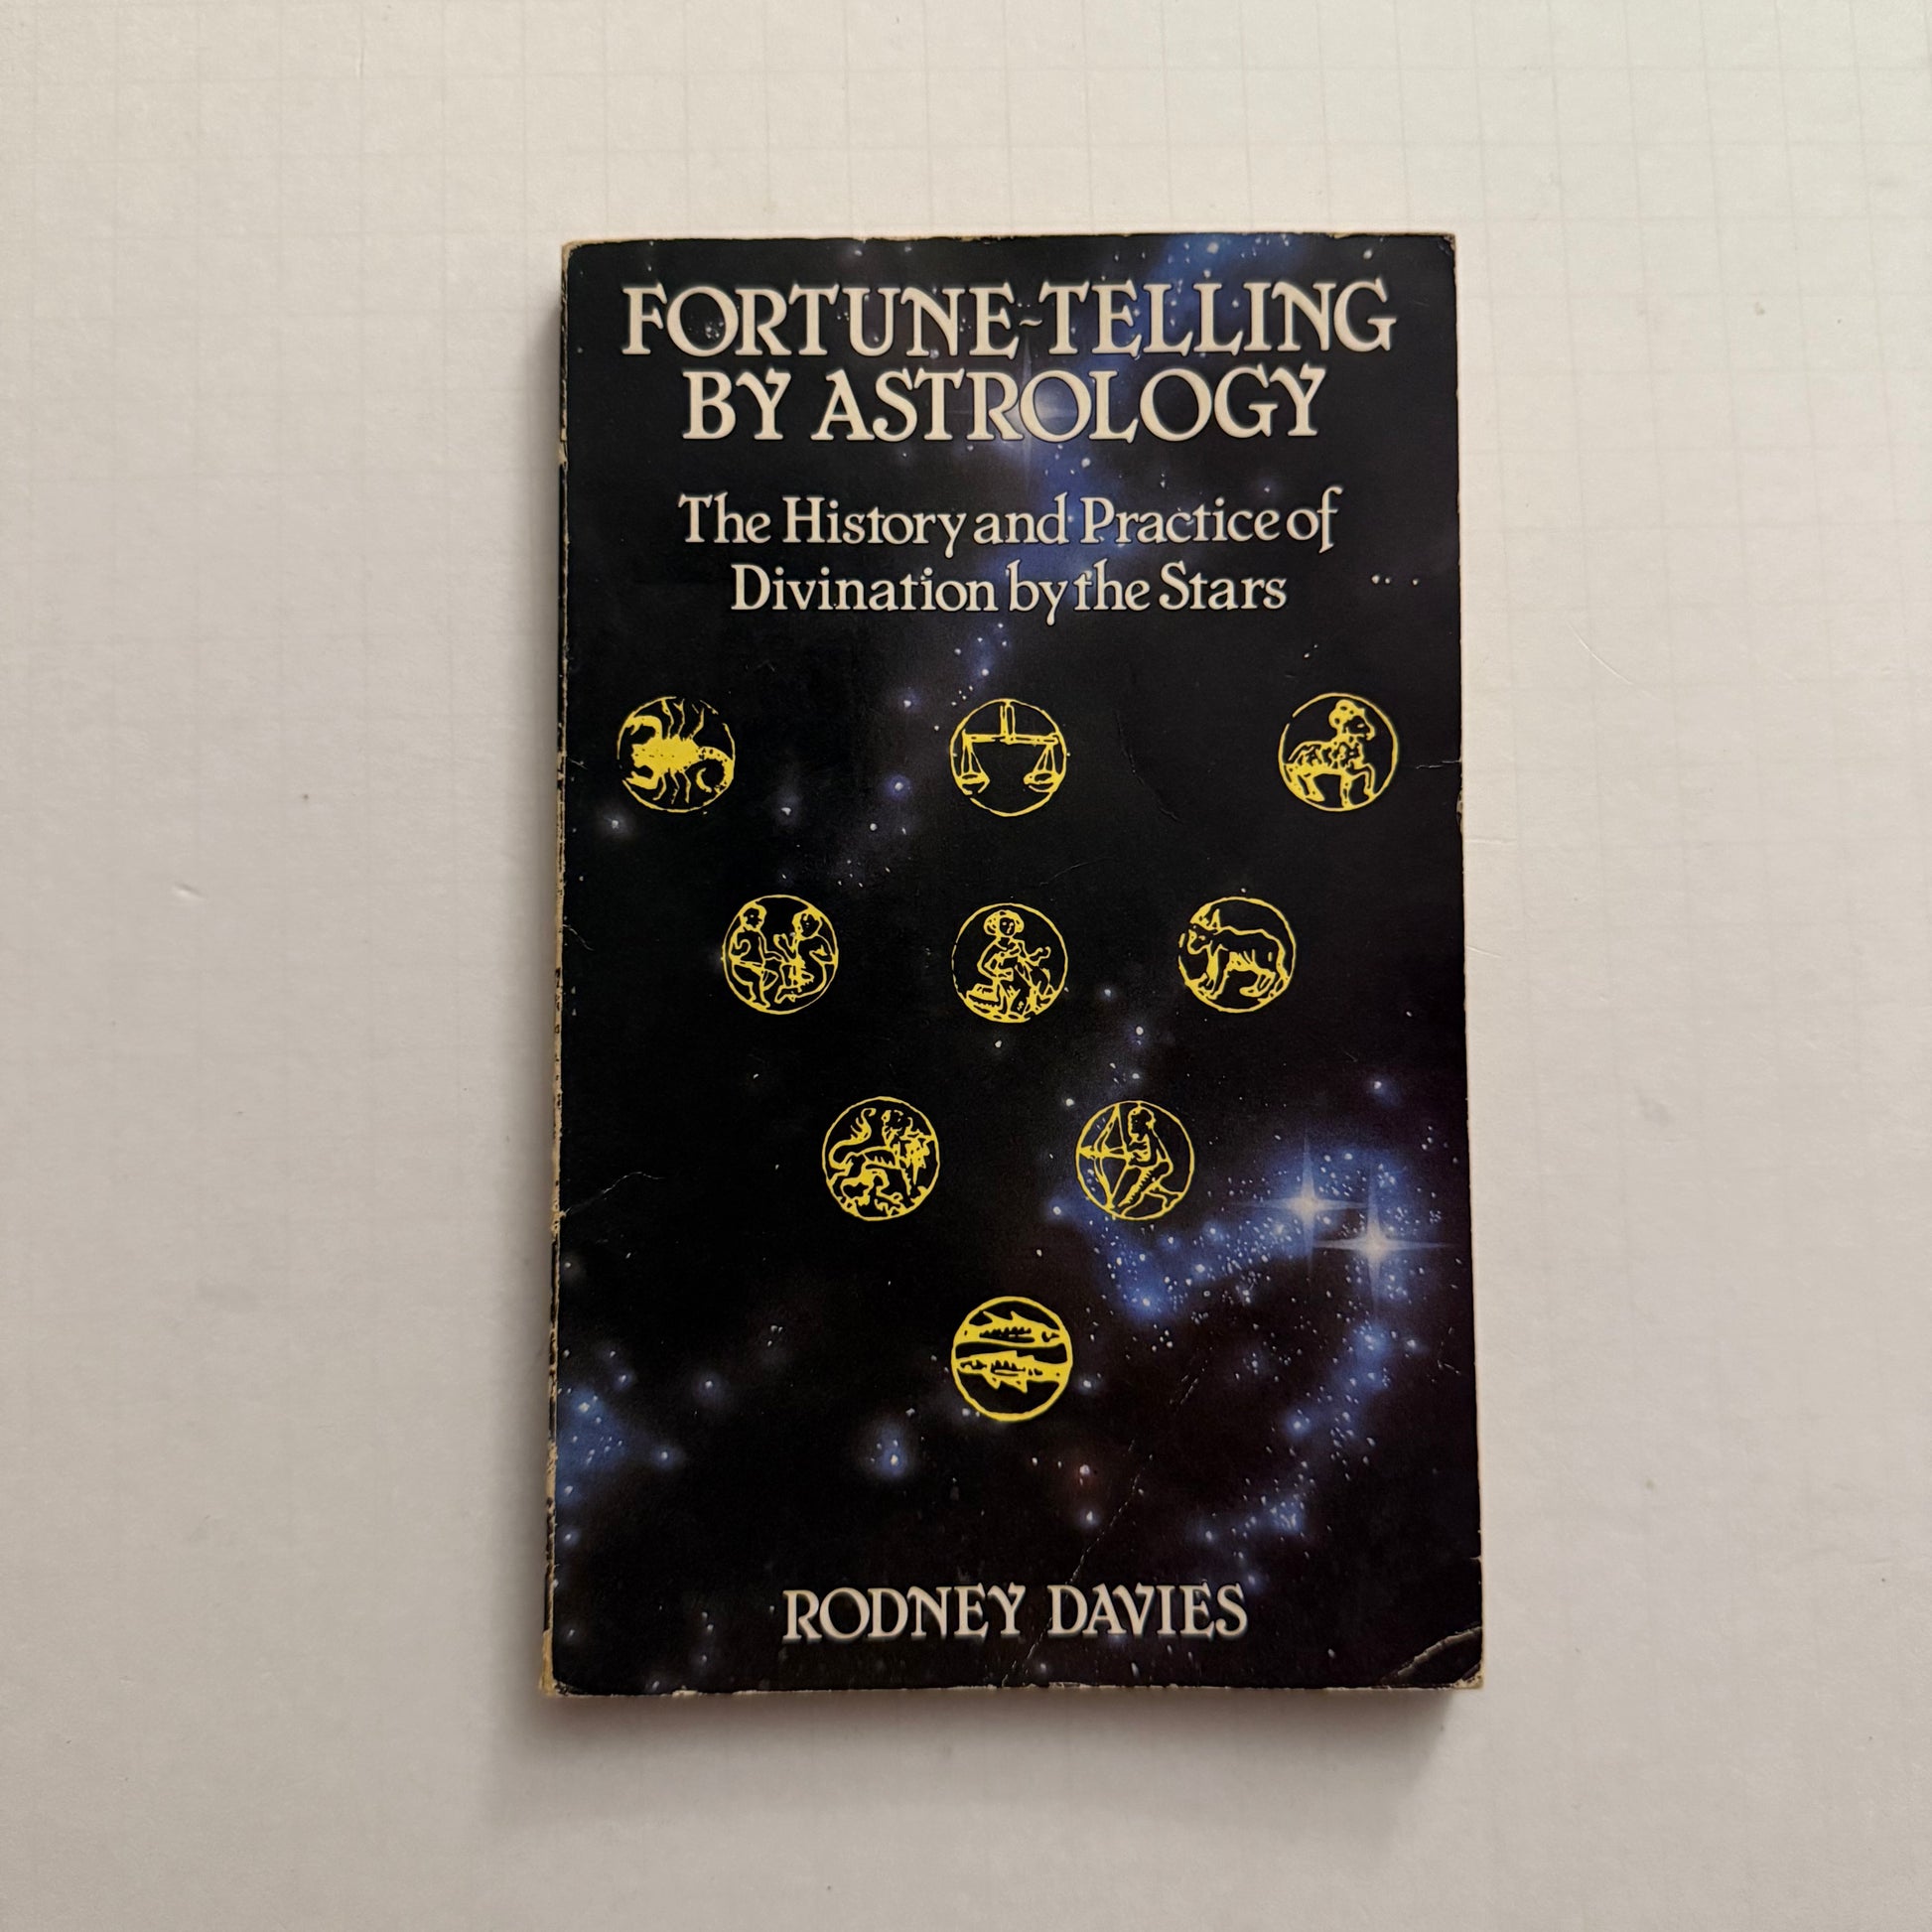 FORTUNE-TELLING
BY ASTROLOGY
The History and Practice of
Divination by the Stars
RODNEY DAVIES